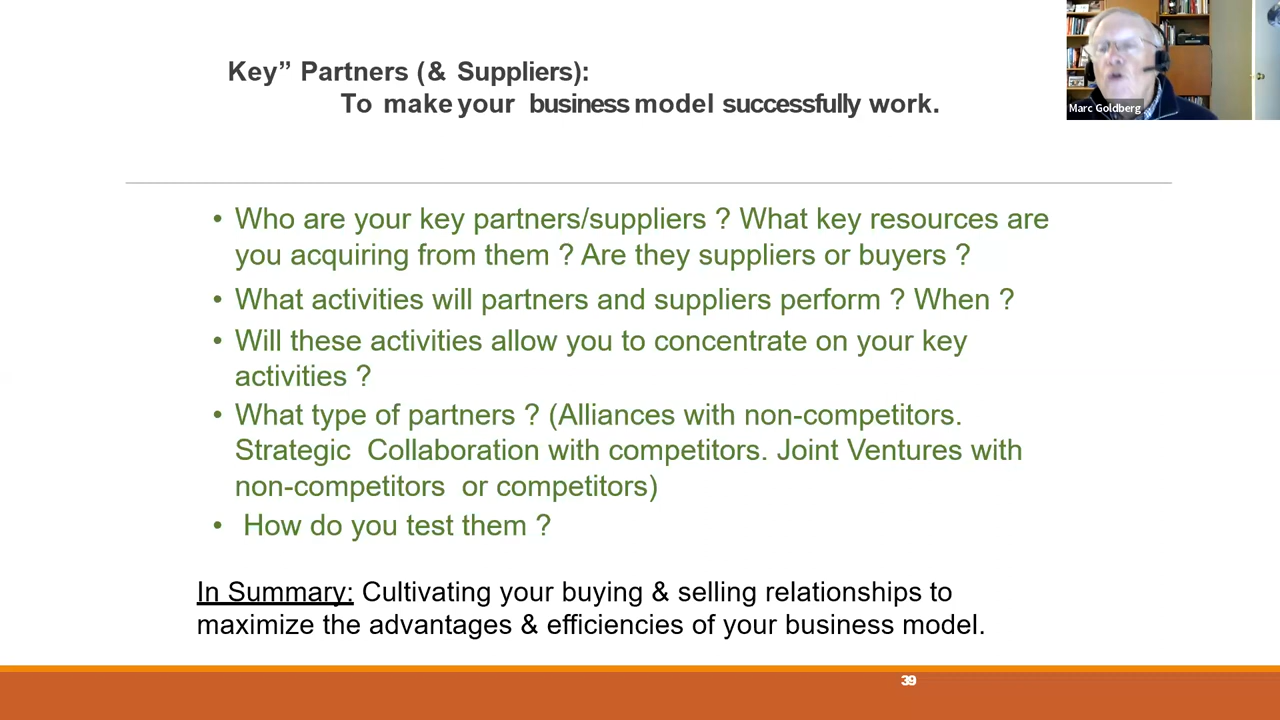 Key” Partners (& Suppliers):
To make your business model successfully work.
Marc Goldberg
• Who are your key partners/suppliers ? What key resources are
you acquiring from them ? Are they suppliers or buyers ?
• What activities will partners and suppliers perform ? When ?
• Will these activities allow you to concentrate on your key
activities ?
• What type of partners ? (Alliances with non-competitors.
Strategic Collaboration with competitors. Joint Ventures with
non-competitors or competitors)
• How do you test them ?
In Summary: Cultivating your buying & selling relationships to
maximize the advantages & efficiencies of your business model.
39